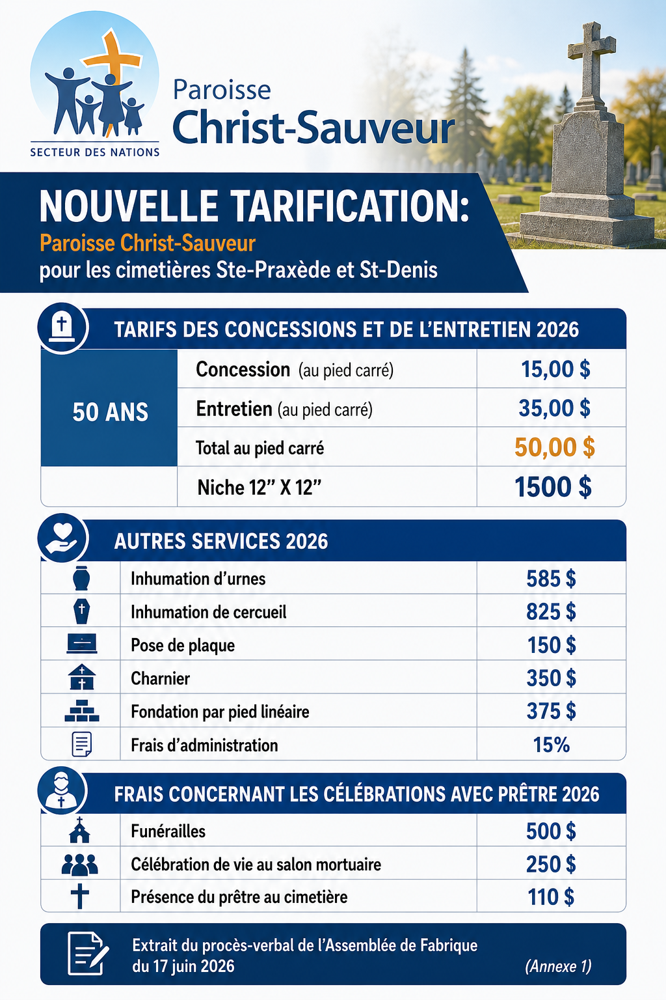 SECTEUR DES NATIONS
Paroisse
Christ-Sauveur
NOUVELLE TARIFICATION:
Paroisse Christ-Sauveur
pour les cimetières Ste-Praxède et St-Denis
TARIFS DES CONCESSIONS ET DE L’ENTRETIEN 2026
50 ANS
Concession (au pied carré) 15,00 $
Entretien (au pied carré) 35,00 $
Total au pied carré 50,00 $
Niche 12” X 12” 1500 $
AUTRES SERVICES 2026
Inhumation d’urnes 585 $
Inhumation de cercueil 825 $
Pose de plaque 150 $
Charnier 350 $
Fondation par pied linéaire 375 $
Frais d’administration 15%
FRAIS CONCERNANT LES CÉLÉBRATIONS AVEC PRÊTRE 2026
Funérailles 500 $
Célébration de vie au salon mortuaire 250 $
Présence du prêtre au cimetière 110 $
Extrait du procès-verbal de l’Assemblée de Fabrique
du 17 juin 2026
(Annexe 1)